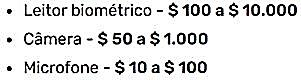 • Leitor biométrico - $ 100 a $ 10.000
• Câmera - $ 50 a $ 1.000
• Microfone - $ 10 a $ 100